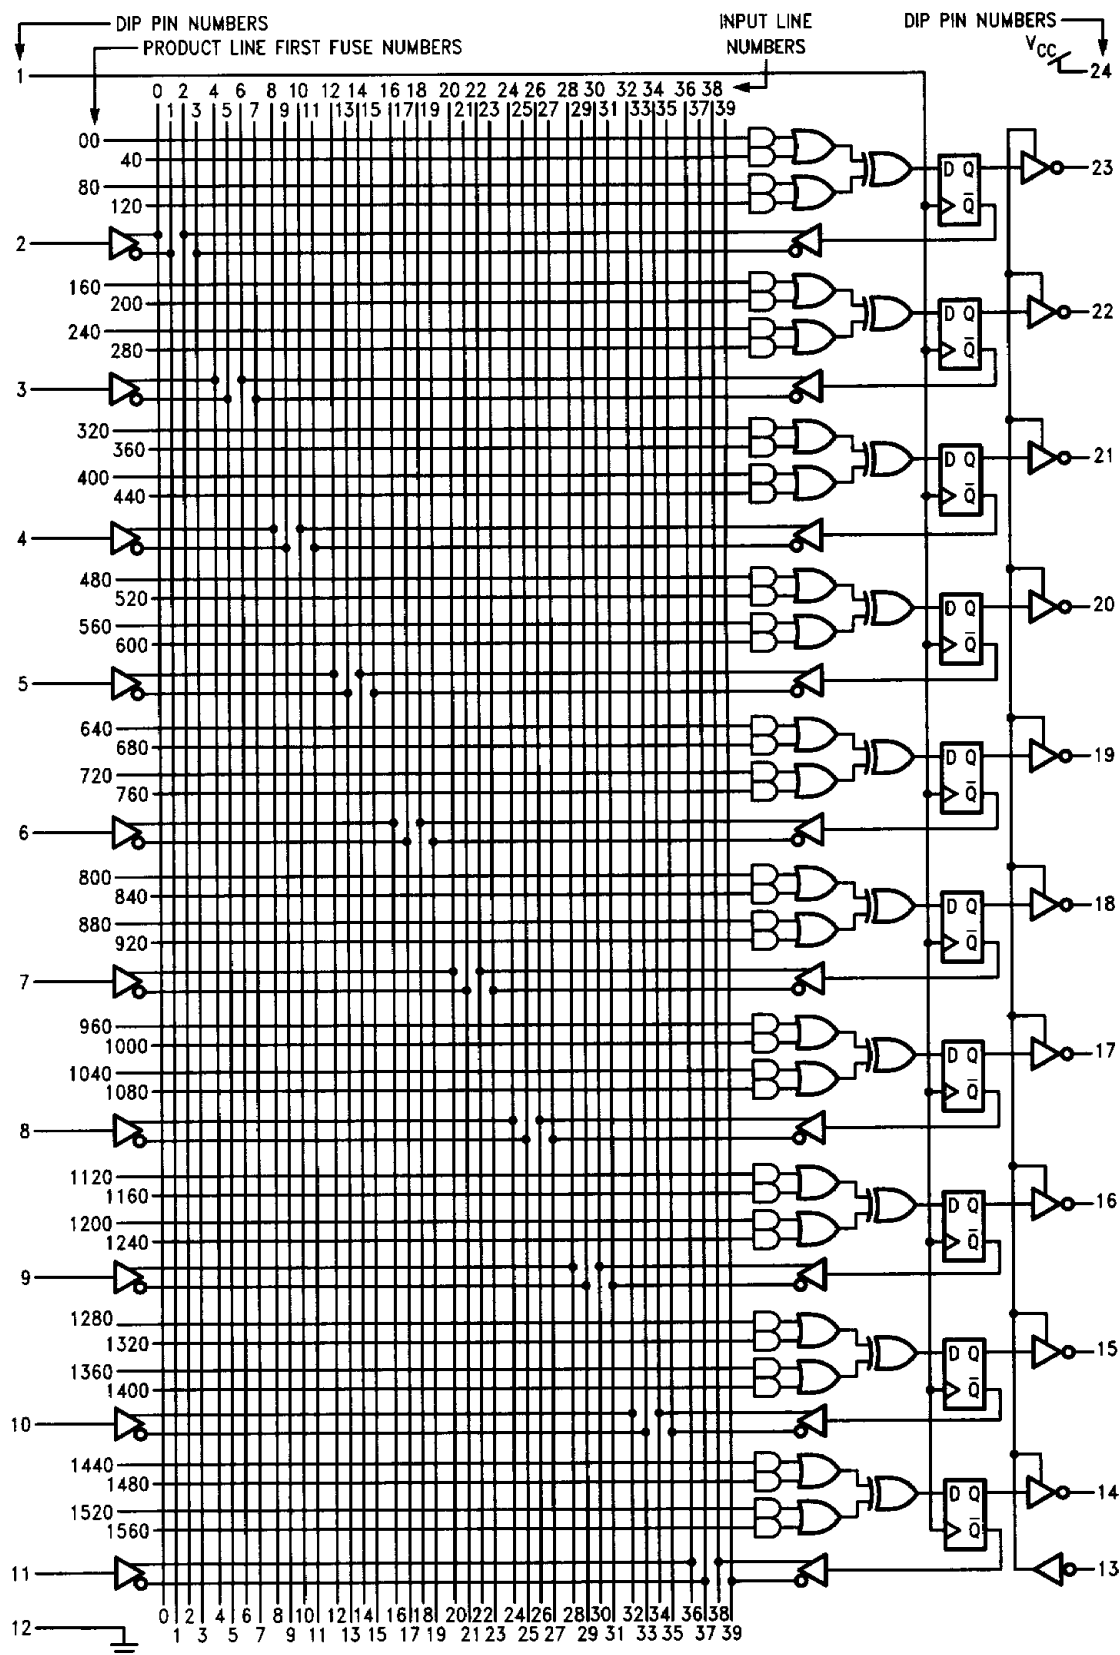 DIP PIN NUMBERS
INPUT LINE NUMBERS
DIP PIN NUMBERS
PRODUCT LINE FIRST FUSE NUMBERS
VCC
1
24
0 2 4 6 8 10 12 14 16 18 20 22 24 26 28 30 32 34 36 38
1 3 5 7 9 11 13 15 17 19 21 23 25 27 29 31 33 35 37 39
00
40
D Q
23
80
120
Q̅
2
160
200
D Q
22
240
280
Q̅
3
320
360
D Q
21
400
440
Q̅
4
480
520
D Q
20
560
600
Q̅
5
640
680
D Q
19
720
760
Q̅
6
800
840
D Q
18
880
920
Q̅
7
960
1000
D Q
17
1040
1080
Q̅
8
1120
1160
D Q
16
1200
1240
Q̅
9
1280
1320
D Q
15
1360
1400
Q̅
10
1440
1480
D Q
14
1520
1560
Q̅
11
13
0 2 4 6 8 10 12 14 16 18 20 22 24 26 28 30 32 34 36 38
12
1 3 5 7 9 11 13 15 17 19 21 23 25 27 29 31 33 35 37 39